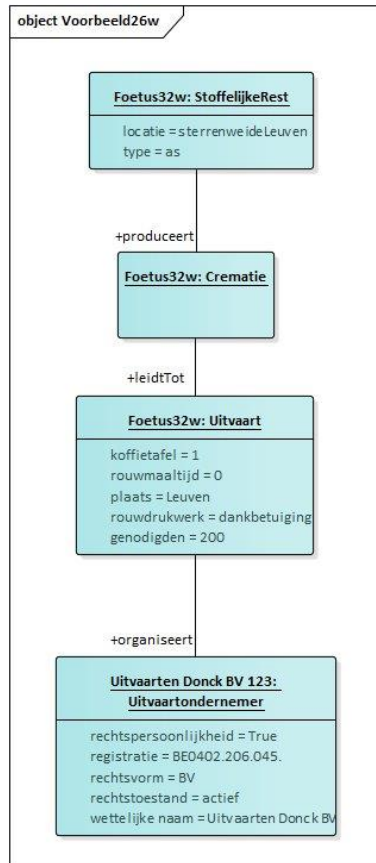 object Voorbeeld26w
Foetus32w: StoffelijkeRest
locatie = sterrenweideLeuven
type = as
+produceert
Foetus32w: Crematie
+leidtTot
Foetus32w: Uitvaart
koffietafel = 1
rouwmaaltijd = 0
plaats = Leuven
rouwdrukwerk = dankbetuiging
genodigden = 200
+organiseert
Uitvaarten Donck BV 123:
Uitvaartondernemer
rechtspersoonlijkheid = True
registratie = BE0402.206.045.
rechtsvorm = BV
rechtstoestand = actief
wettelijke naam = Uitvaarten Donck BV